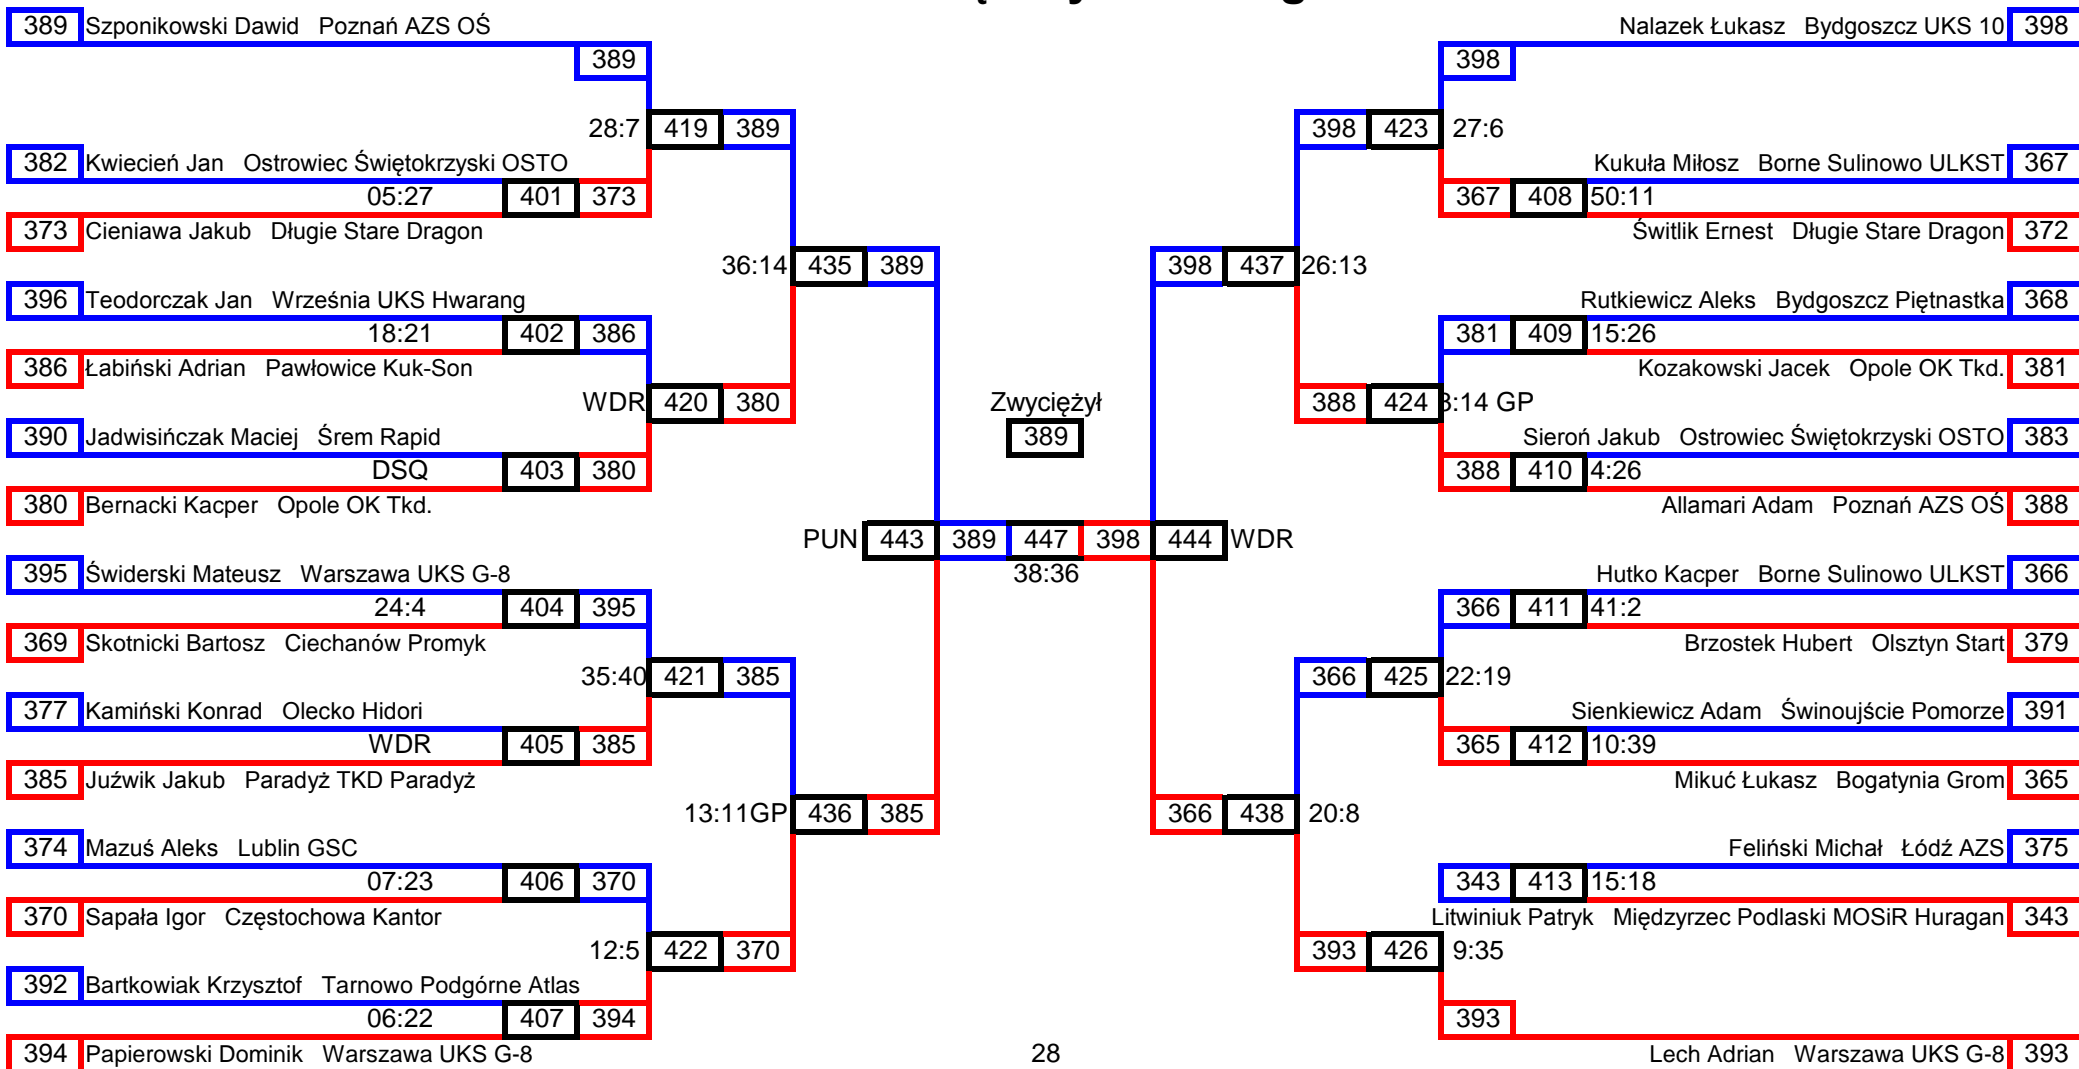 389 Szponikowski Dawid Poznań AZS OŚ Nalazek Łukasz Bydgoszcz UKS 10 398
389 398
28:7 419 389 398 423 27:6
382 Kwiecień Jan Ostrowiec Świętokrzyski OSTO Kukuła Miłosz Borne Sulinowo ULKST 367
05:27 401 373 367 408 50:11
373 Cieniawa Jakub Długie Stare Dragon Świtlik Ernest Długie Stare Dragon 372
36:14 435 389 398 437 26:13
396 Teodorczak Jan Września UKS Hwarang Rutkiewicz Aleks Bydgoszcz Piętnastka 368
18:21 402 386 381 409 15:26
386 Łabiński Adrian Pawłowice Kuk-Son Kozakowski Jacek Opole OK Tkd. 381
WDR 420 380 Zwyciężył 388 424 :14 GP
390 Jadwisińczak Maciej Śrem Rapid 389 Sieroń Jakub Ostrowiec Świętokrzyski OSTO 383
DSQ 403 380 388 410 4:26
380 Bernacki Kacper Opole OK Tkd. Allamari Adam Poznań AZS OŚ 388
PUN 443 389 447 398 444 WDR
395 Świderski Mateusz Warszawa UKS G-8 38:36 Hutko Kacper Borne Sulinowo ULKST 366
24:4 404 395 366 411 41:2
369 Skotnicki Bartosz Ciechanów Promyk Brzostek Hubert Olsztyn Start 379
35:40 421 385 366 425 22:19
377 Kamiński Konrad Olecko Hidori Sienkiewicz Adam Świnoujście Pomorze 391
WDR 405 385 365 412 10:39
385 Juźwik Jakub Paradyż TKD Paradyż Mikuć Łukasz Bogatynia Grom 365
13:11GP 436 385 366 438 20:8
374 Mazuś Aleks Lublin GSC Feliński Michał Łódź AZS 375
07:23 406 370 343 413 15:18
370 Sapała Igor Częstochowa Kantor Litwiniuk Patryk Międzyrzec Podlaski MOSiR Huragan 343
12:5 422 370 393 426 9:35
392 Bartkowiak Krzysztof Tarnowo Podgórne Atlas
06:22 407 394 393
394 Papierowski Dominik Warszawa UKS G-8 28 Lech Adrian Warszawa UKS G-8 393